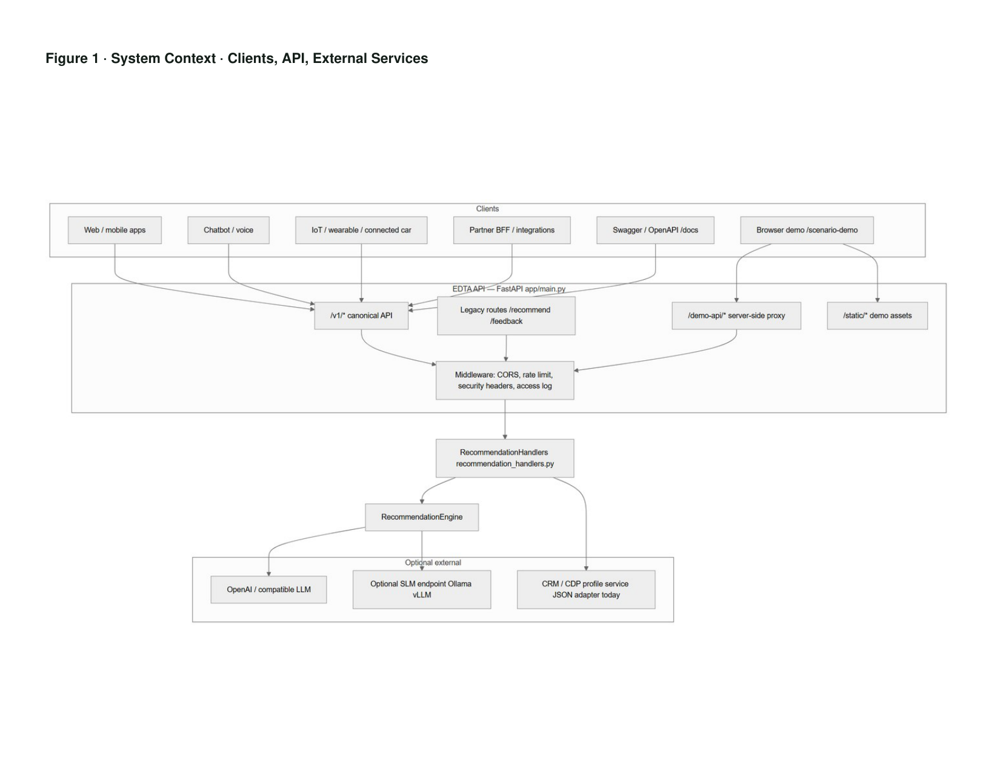 Figure 1 · System Context · Clients, API, External Services
Clients
Web / mobile apps
Chatbot / voice
IoT / wearable / connected car
Partner BFF / integrations
Swagger / OpenAPI /docs
Browser demo /scenario-demo
EDTA API — FastAPI app/main.py
/v1/* canonical API
Legacy routes /recommend
/feedback
/demo-api/* server-side proxy
/static/* demo assets
Middleware: CORS, rate limit,
security headers, access log
RecommendationHandlers
recommendation_handlers.py
RecommendationEngine
Optional external
OpenAI / compatible LLM
Optional SLM endpoint Ollama
vLLM
CRM / CDP profile service
JSON adapter today